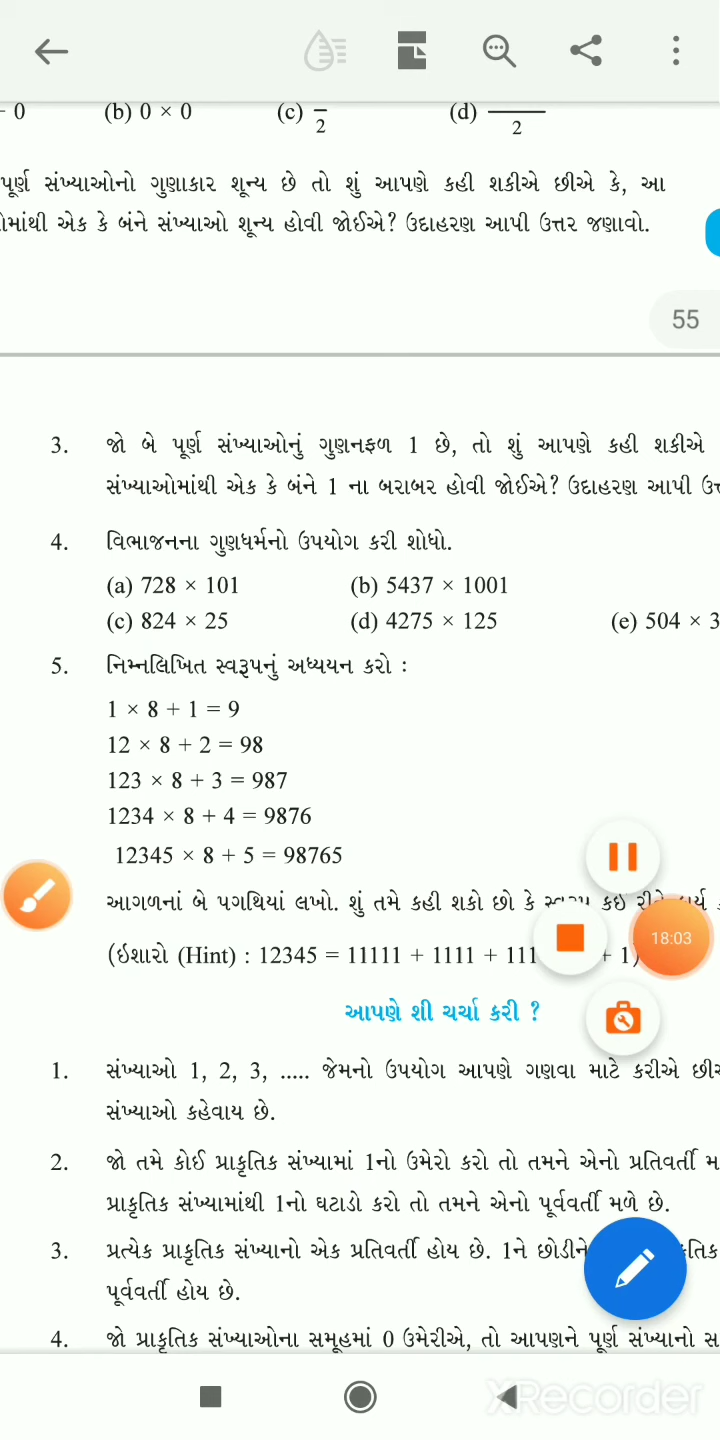 - 0 (b) 0 × 0 (c) 2 (d) 2
પૂર્ણ સંખ્યાઓનો ગુણાકાર શૂન્ય છે તો શું આપણે કહી શકીએ છીએ કે, આ
એક કે બંને સંખ્યાઓ શૂન્ય હોવી જોઈએ? ઉદાહરણ આપી ઉત્તર જણાવો.
55
3. જો બે પૂર્ણ સંખ્યાઓનું ગુણનફળ 1 છે, તો શું આપણે કહી શકીએ
સંખ્યાઓમાંથી એક કે બંને 1 ના બરાબર હોવી જોઈએ? ઉદાહરણ આપી
4. વિભાજનના ગુણધર્મનો ઉપયોગ કરી શોધો.
(a) 728 × 101 (b) 5437 × 1001
(c) 824 × 25 (d) 4275 × 125 (e) 504 × 3
5. નિમ્નલિખિત સ્વરૂપનું અધ્યયન કરો :
1 × 8 + 1 = 9
12 × 8 + 2 = 98
123 × 8 + 3 = 987
1234 × 8 + 4 = 9876
12345 × 8 + 5 = 98765
આગળનાં બે પગથિયાં લખો. શું તમે કહી શકો છો કે
(ઇશારો (Hint) : 12345 = 11111 + 1111 + 111 + 1)
18:03
આપણે શી ચર્ચા કરી ?
1. સંખ્યાઓ 1, 2, 3, ..... જેમનો ઉપયોગ આપણે ગણવા માટે કરીએ
સંખ્યાઓ કહેવાય છે.
2. જો તમે કોઈ પ્રાકૃતિક સંખ્યામાં 1નો ઉમેરો કરો તો તમને એનો પ્રતિવર્તી
પ્રાકૃતિક સંખ્યામાંથી 1નો ઘટાડો કરો તો તમને એનો પૂર્વવર્તી મળે છે.
3. પ્રત્યેક પ્રાકૃતિક સંખ્યાનો એક પ્રતિવર્તી હોય છે. 1ને છોડીને
પૂર્વવર્તી હોય છે.
4. જો પ્રાકૃતિક સંખ્યાઓના સમૂહમાં 0 ઉમેરીએ, તો આપણને પૂર્ણ સંખ્યાનો
XRecorder